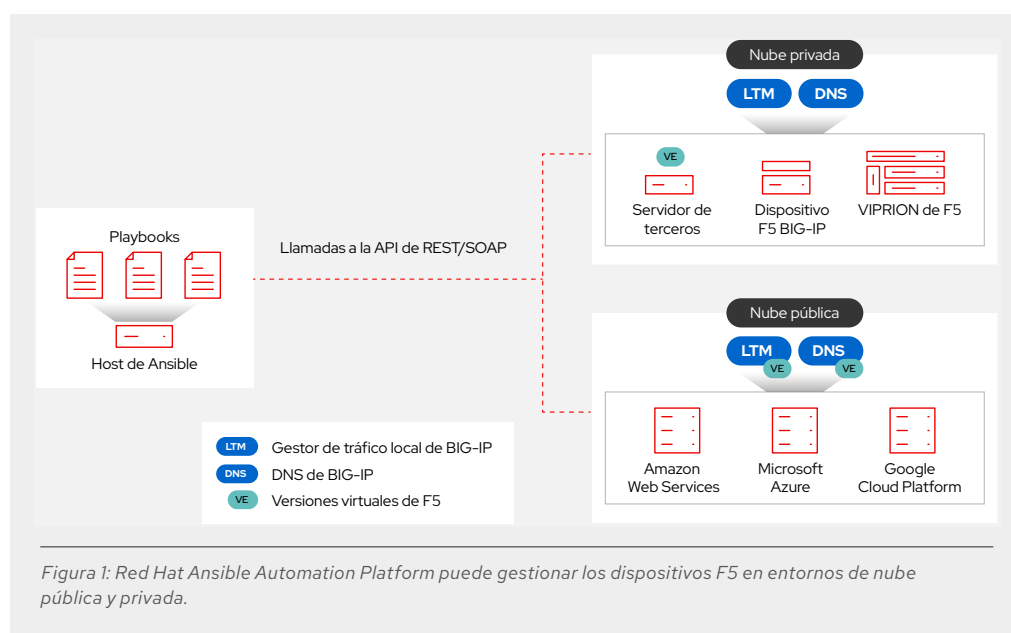 Nube privada
LTM
DNS
VE
Servidor de
terceros
Dispositivo
F5 BIG-IP
VIPRION de F5
Playbooks
Host de Ansible
Llamadas a la API de REST/SOAP
Nube pública
LTM
VE
DNS
VE
Amazon
Web Services
Microsoft
Azure
Google
Cloud Platform
LTM Gestor de tráfico local de BIG-IP
DNS DNS de BIG-IP
VE Versiones virtuales de F5
Figura 1: Red Hat Ansible Automation Platform puede gestionar los dispositivos F5 en entornos de nube
pública y privada.